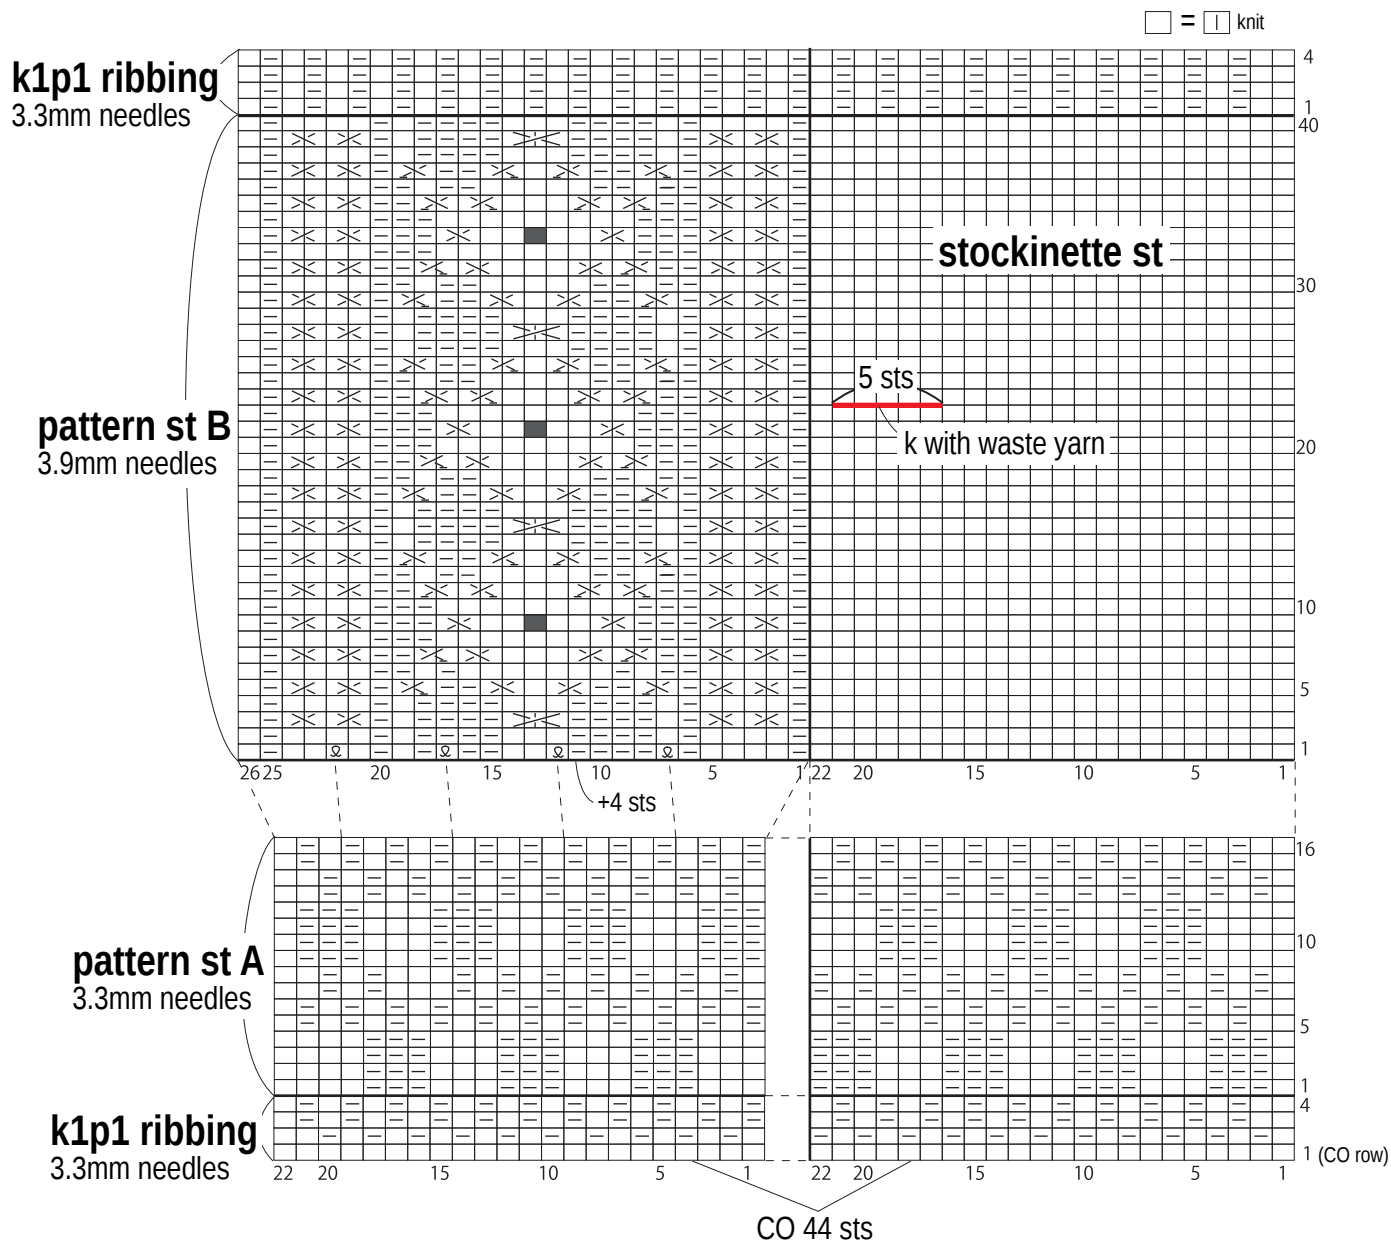 = knit
k1p1 ribbing
3.3mm needles
4
1
40
30
20
10
5
1
stockinette st
5 sts
k with waste yarn
pattern st B
3.9mm needles
26 25 20 15 10 5 1 22 20 15 10 5 1
+4 sts
16
10
5
1
pattern st A
3.3mm needles
k1p1 ribbing
3.3mm needles
4
1 (CO row)
22 20 15 10 5 1 22 20 15 10 5 1
CO 44 sts